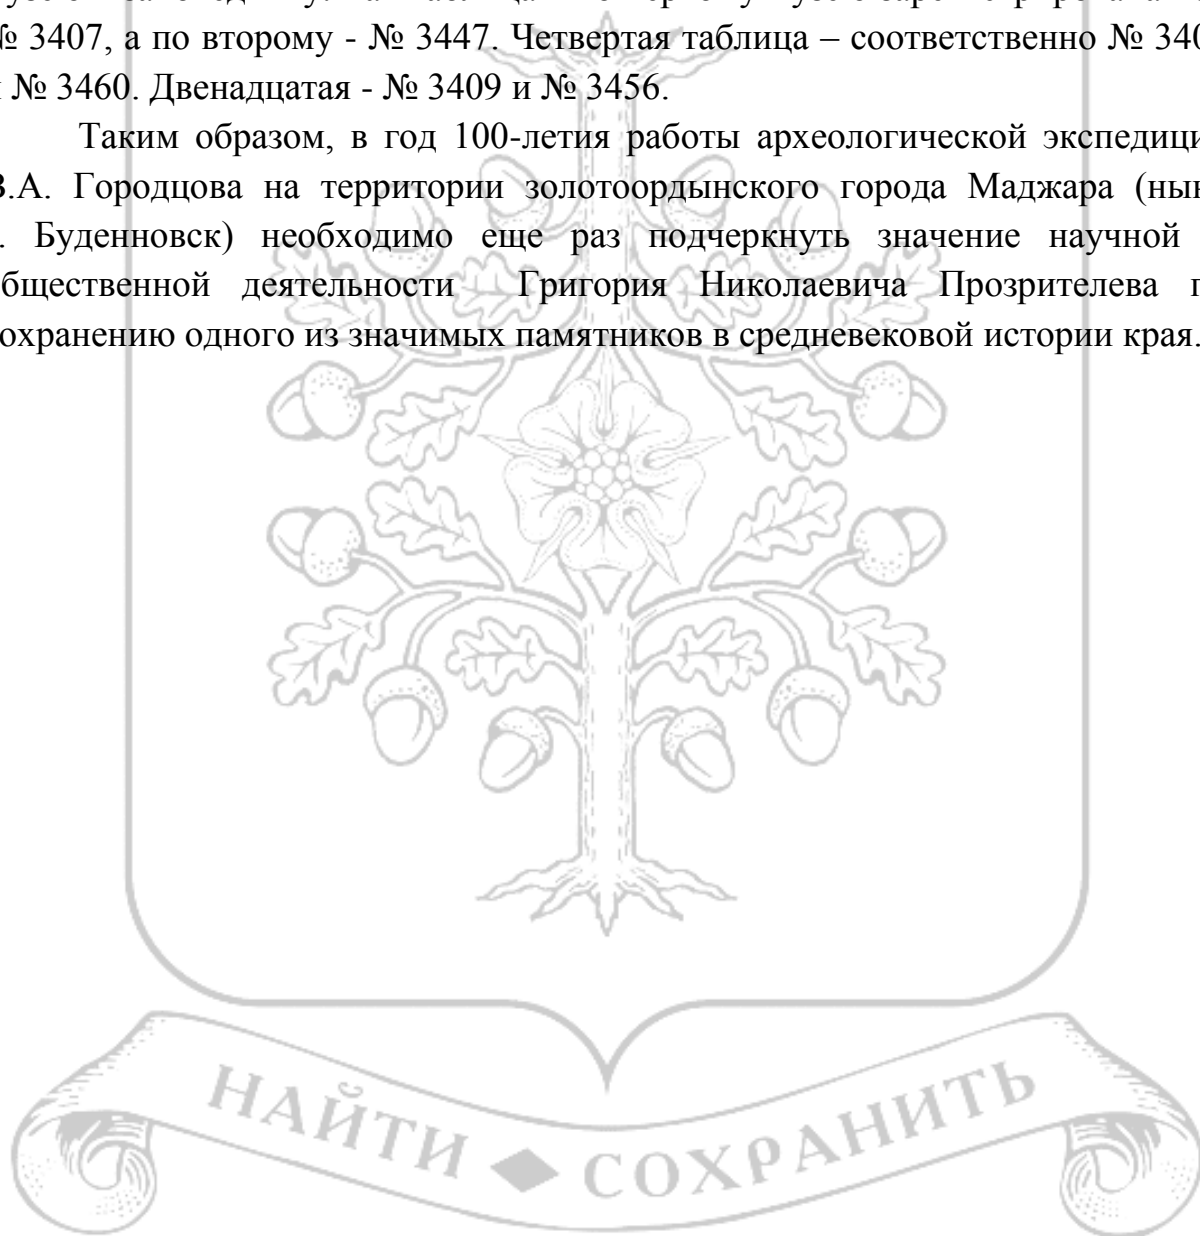 № 3407, а по второму - № 3447. Четвертая таблица – соответственно № 340
№ 3460. Двенадцатая - № 3409 и № 3456.
Таким образом, в год 100-летия работы археологической экспедици
В.А. Городцова на территории золотоордынского города Маджара (ны
. Буденновск) необходимо еще раз подчеркнуть значение научной
бщественной деятельности Григория Николаевича Прозрителева п
охранению одного из значимых памятников в средневековой истории края.
НАЙТИ ◆ СОХРАНИТЬ